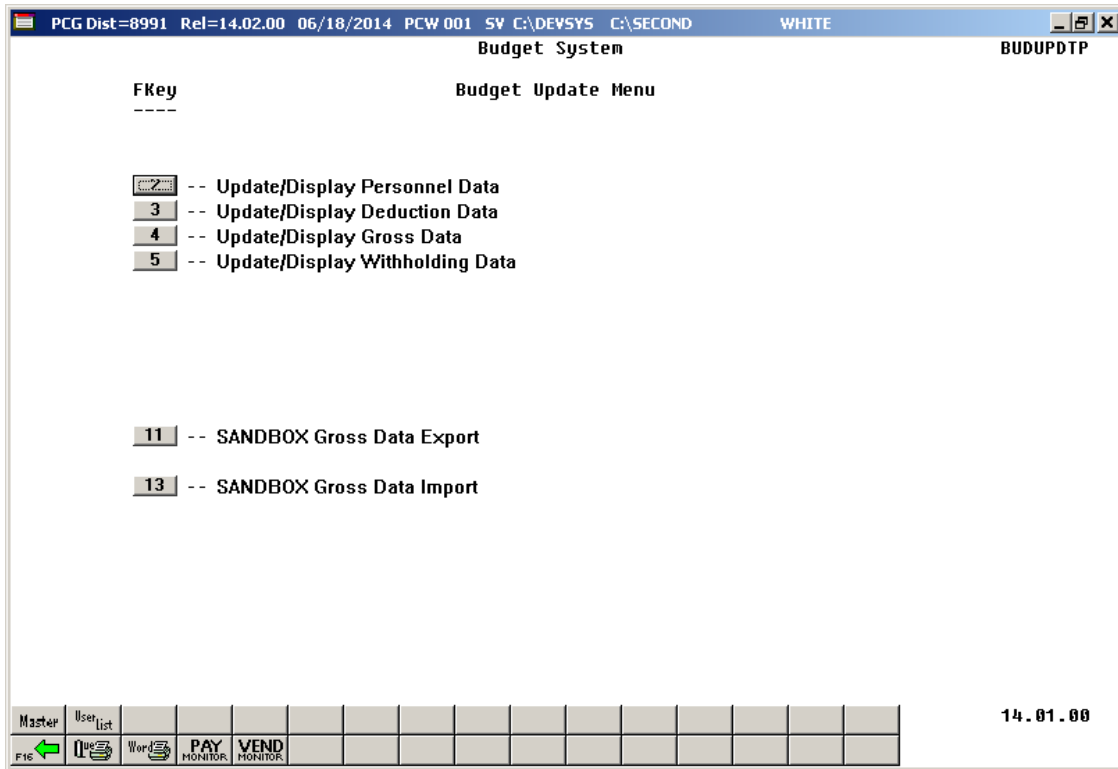 PCG Dist=8991 Rel=14.02.00 06/18/2014 PCW 001 SV C:\DEVSYS C:\SECOND WHITE
Budget System BUDUPDTP
FKey Budget Update Menu
----
2 -- Update/Display Personnel Data
3 -- Update/Display Deduction Data
4 -- Update/Display Gross Data
5 -- Update/Display Withholding Data
11 -- SANDBOX Gross Data Export
13 -- SANDBOX Gross Data Import
Master User List 14.01.00
F16 Que Word PAY MONITOR VEND MONITOR